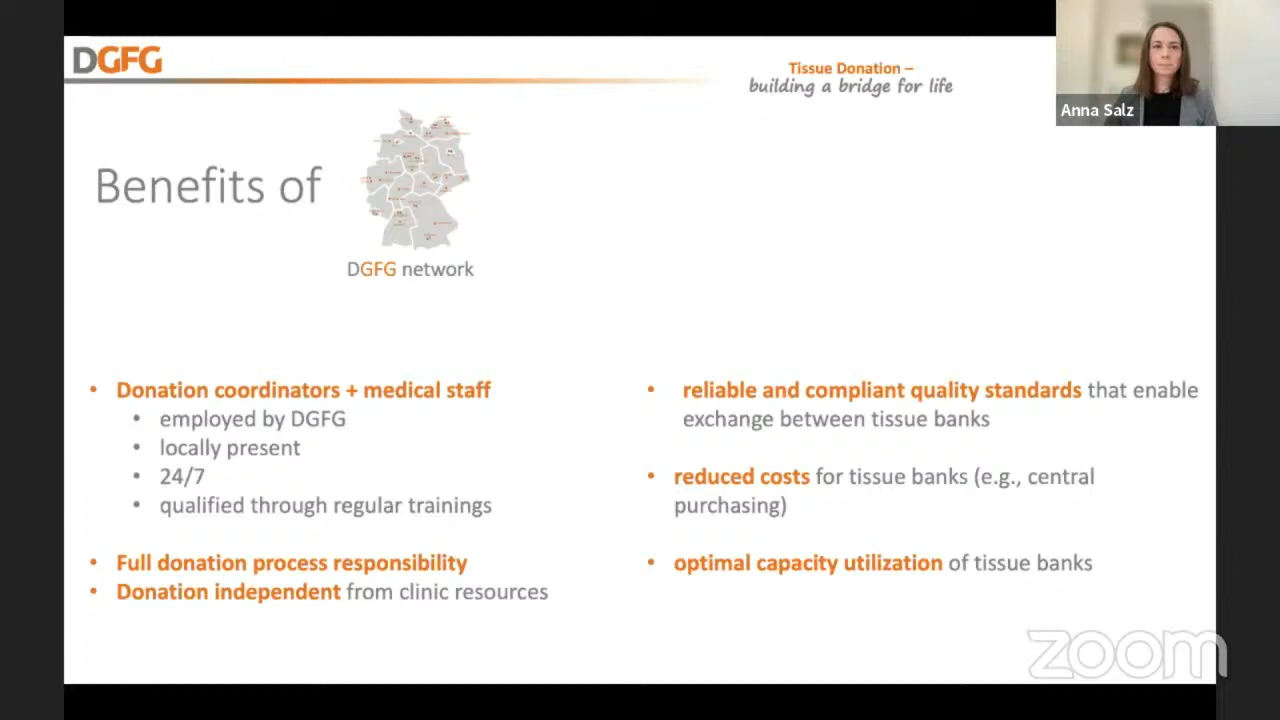 DGFG
Tissue Donation –
building a bridge for life
Anna Salz
Benefits of
DGFG network
• Donation coordinators + medical staff
• employed by DGFG
• locally present
• 24/7
• qualified through regular trainings
• Full donation process responsibility
• Donation independent from clinic resources
• reliable and compliant quality standards that enable
exchange between tissue banks
• reduced costs for tissue banks (e.g., central
purchasing)
• optimal capacity utilization of tissue banks
zoom